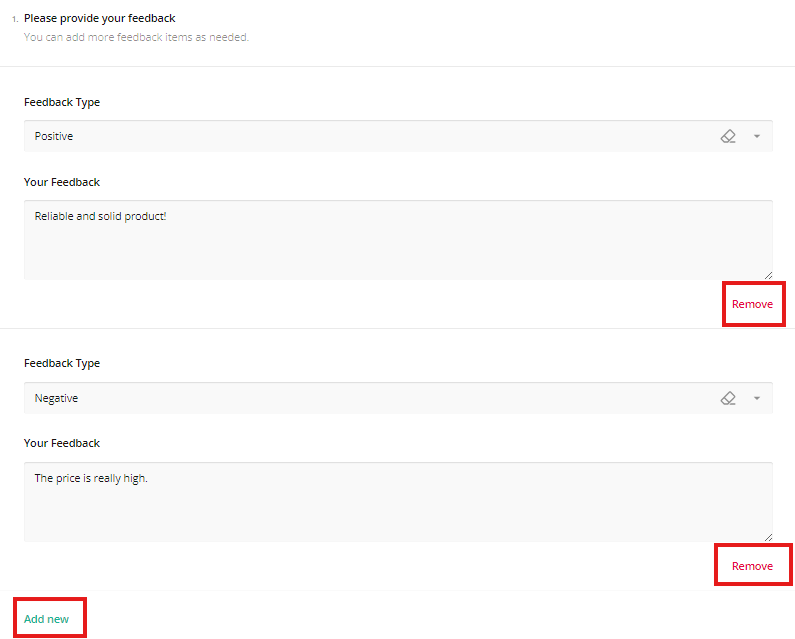 1. Please provide your feedback
You can add more feedback items as needed.
Feedback Type
Positive
Your Feedback
Reliable and solid product!
Remove
Feedback Type
Negative
Your Feedback
The price is really high.
Remove
Add new